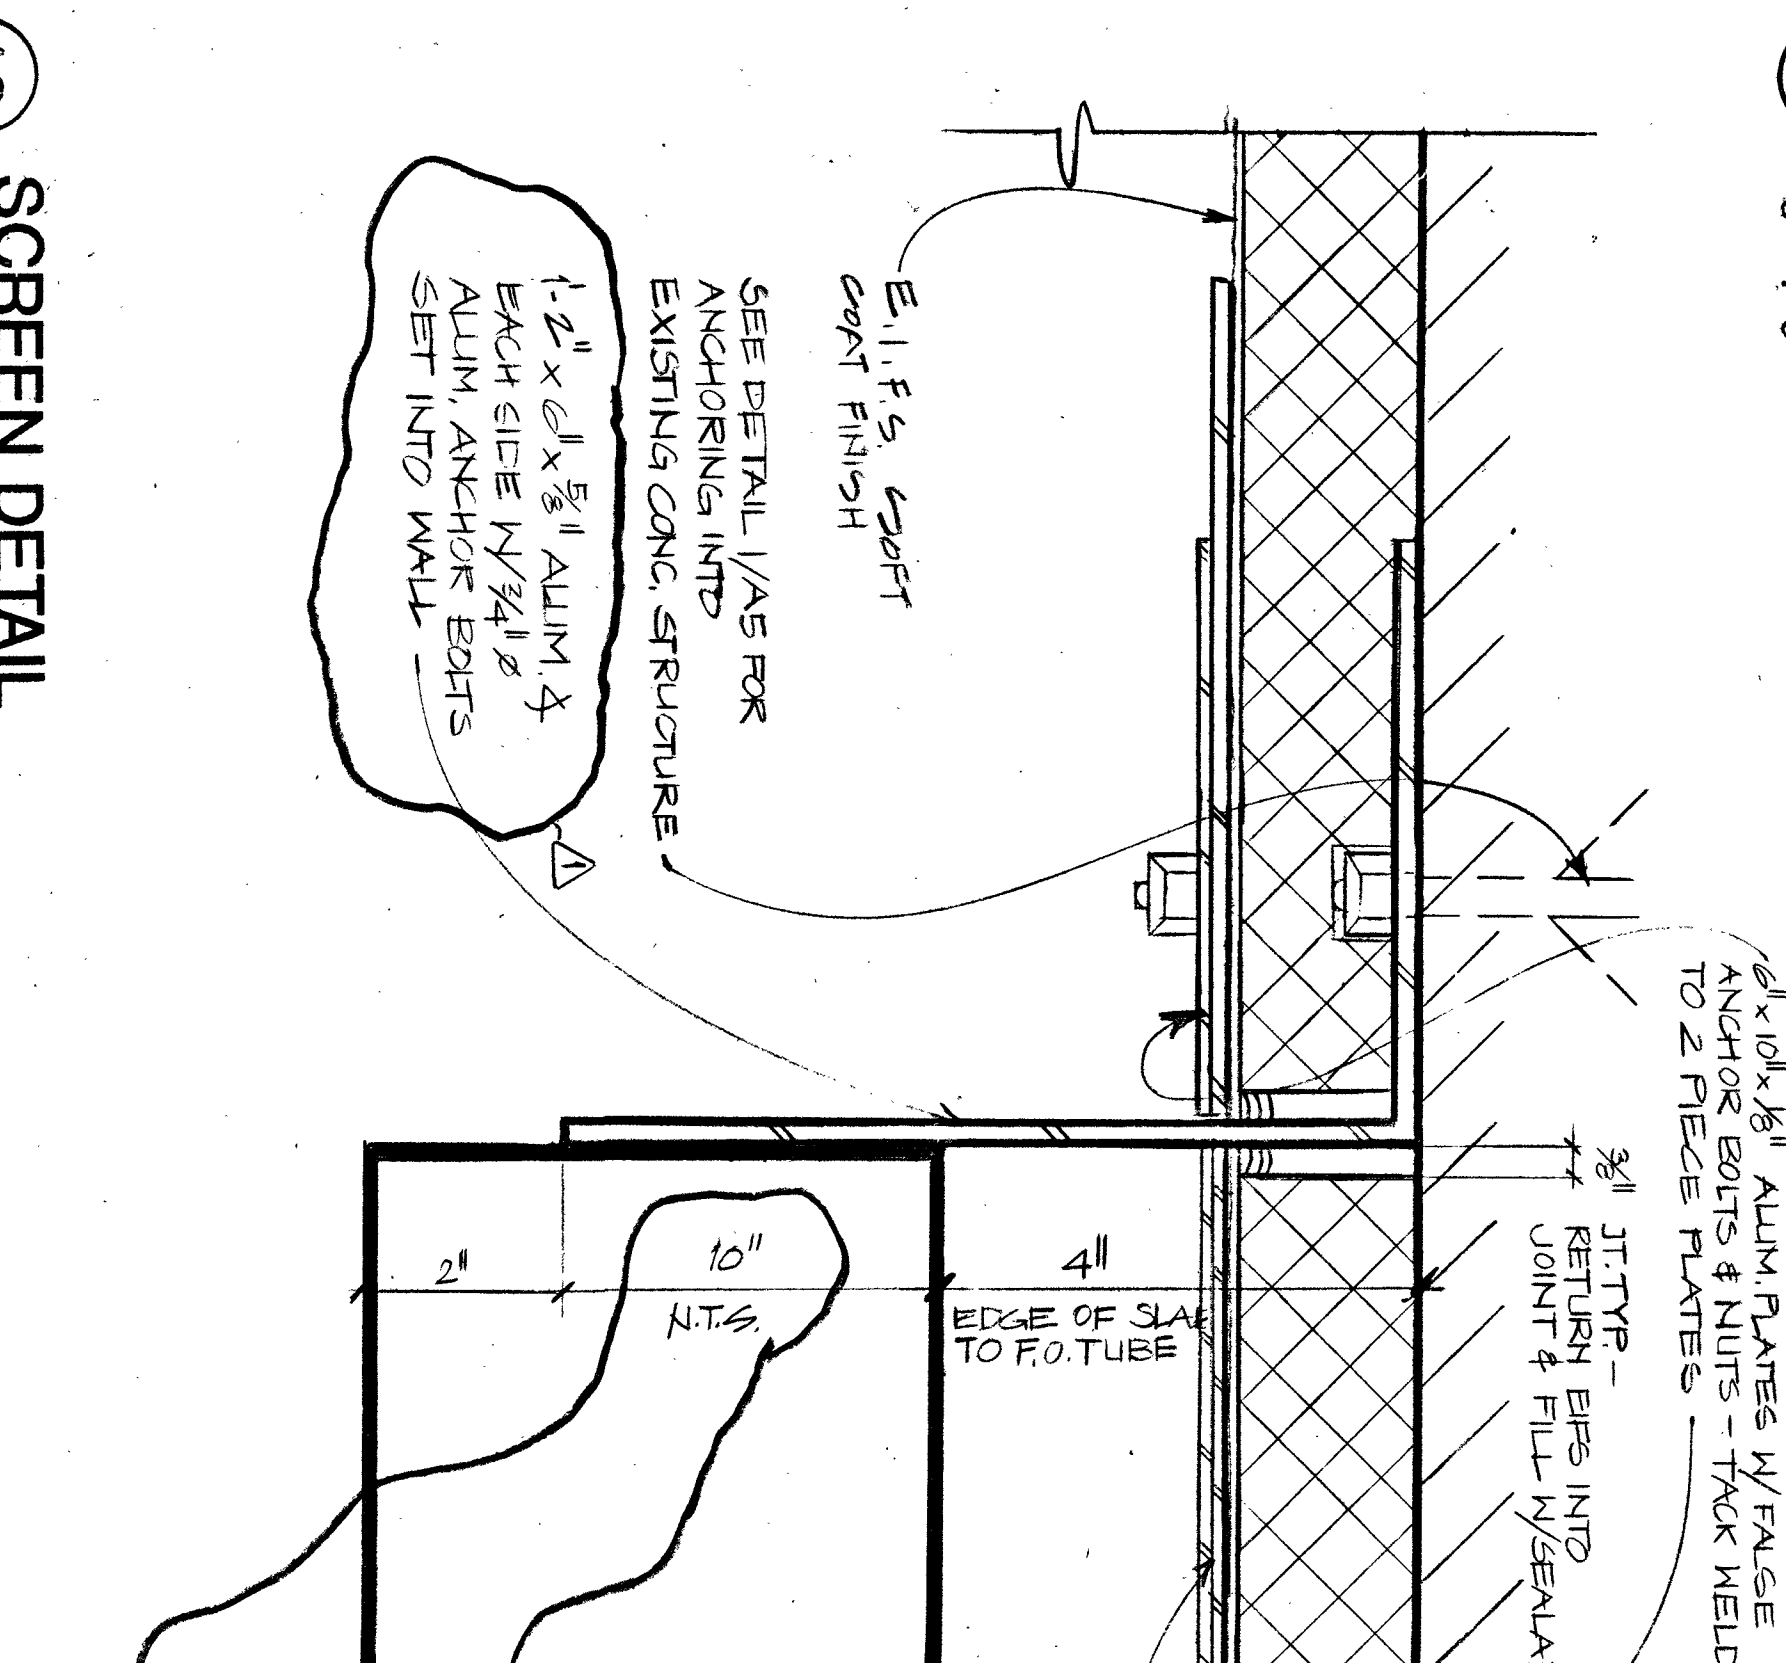 SCREEN DETAIL
E.I.F.S. SOFT
COAT FINISH
SEE DETAIL 1/A5 FOR
ANCHORING INTO
EXISTING CONC. STRUCTURE
1-2" x 6" x 5/8" ALUM.
EACH SIDE W/ 3/4" ø
ALUM. ANCHOR BOLTS
SET INTO WALL
1
6" x 10" x 1/8" ALUM. PLATES W/ FALSE
ANCHOR BOLTS & NUTS - TACK WELD
TO 2 PIECE PLATES
3/8" JT. TYP. -
RETURN EIFS INTO
JOINT & FILL W/
2"
10"
N.T.S.
4"
EDGE OF SLAB
TO F.O. TUBE